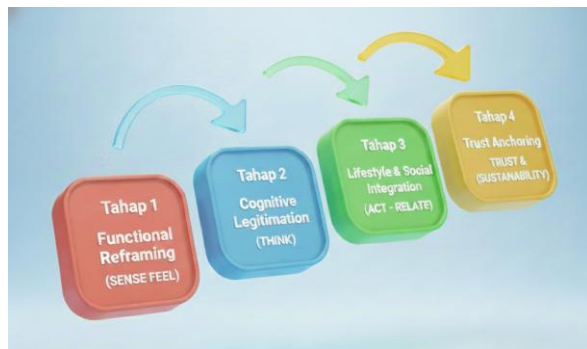 Tahap 1
Functional
Reframing
(SENSE FEEL)
Tahap 2
Cognitive
Legitimation
(THINK)
Tahap 3
Lifestyle & Social
Integration
(ACT - RELATE)
Tahap 4
Trust Anchoring
TRUST &
(SUSTANABILITY)